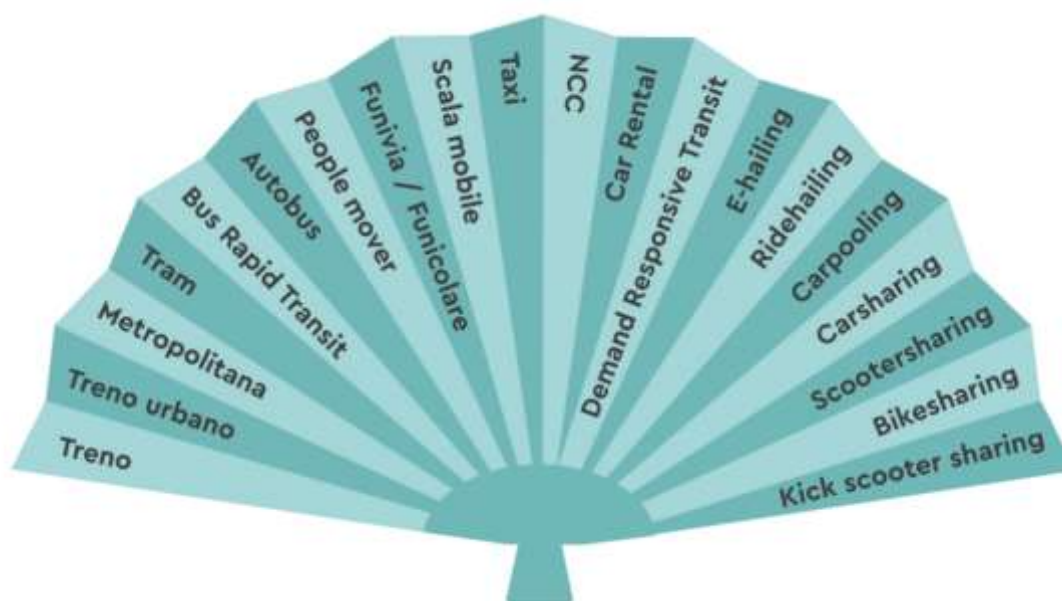 Treno
Treno urbano
Metropolitana
Tram
Bus Rapid Transit
Autobus
People mover
Funivia / Funicolare
Scala mobile
Taxi
NCC
Car Rental
Demand Responsive Transit
E-hailing
Ridehailing
Carpooling
Carsharing
Scootersharing
Bikesharing
Kick scooter sharing